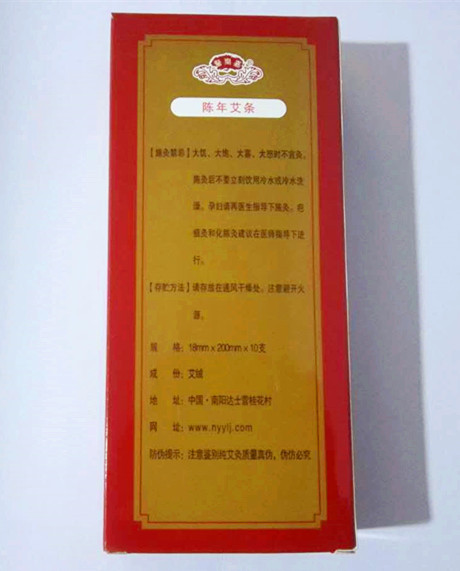 陈年艾条
【施灸禁忌】大饥、大饱、大寒、大怒时不宜灸。
施灸后不要立刻饮用冷水或冷水洗
澡。孕妇请再医生指导下施灸。疤
痕灸和化脓灸建议在医师指导下进
行。
【存贮方法】请存放在通风干燥处。注意避开火
源。
规 格：18mm x 200mm x 10支
成 份：艾绒
地 址：中国·南阳达士营桃花村
网 址：www.nyylj.com
防伪提示：注意鉴别纯艾灸质量真伪，伪仿必究